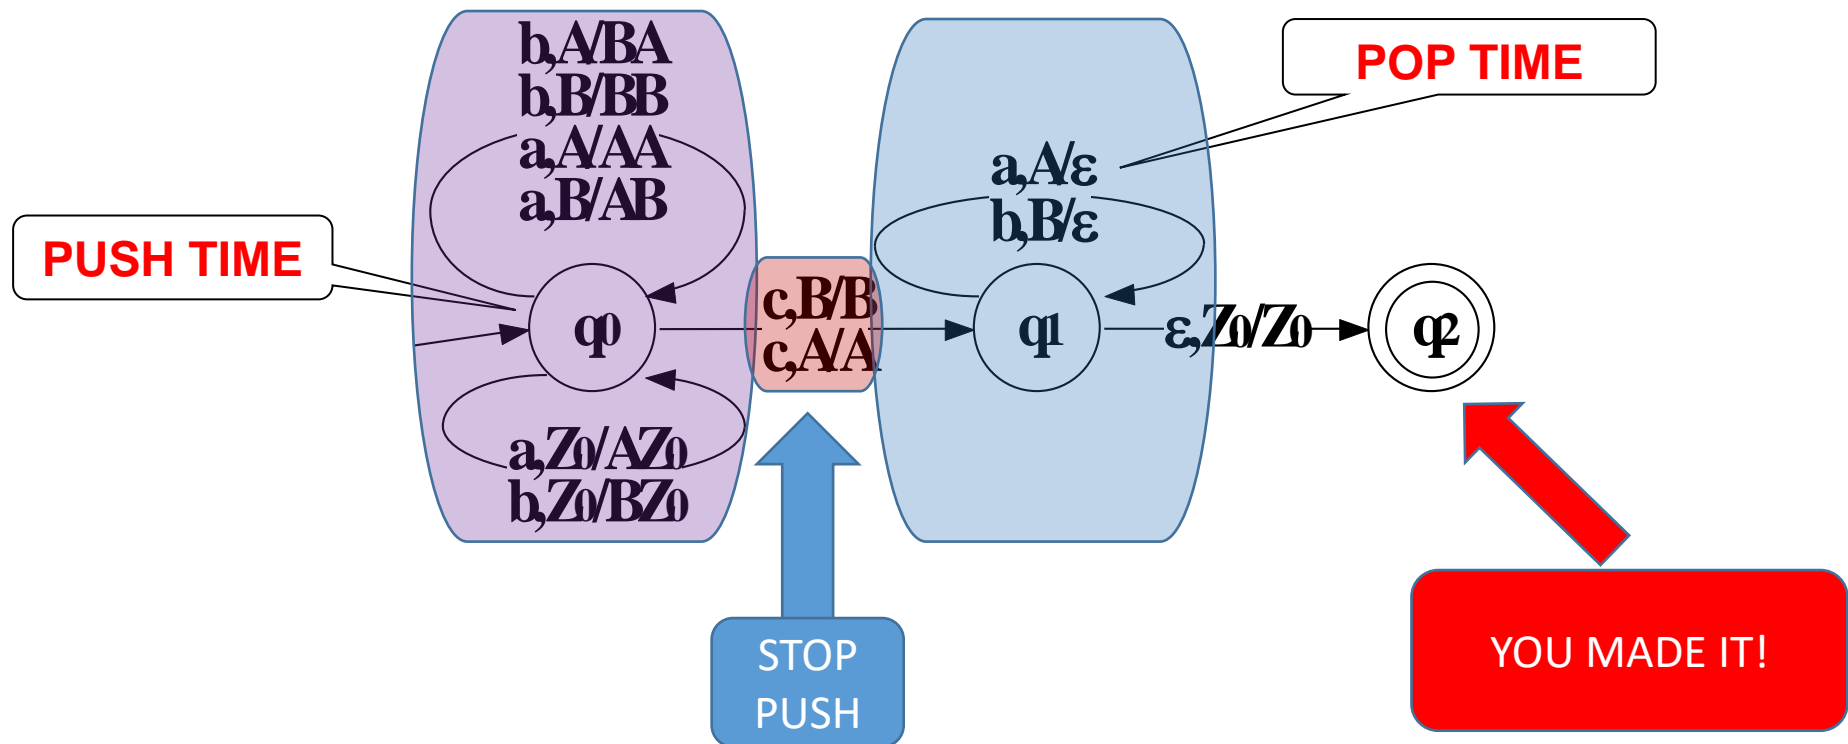 b,A/BA
b,B/BB
a,A/AA
a,B/AB
POP TIME
a,A/ε
b,B/ε
PUSH TIME
c,B/B
c,A/A
q0
q1
ε,Z0/Z0
q2
a,Z0/AZ0
b,Z0/BZ0
STOP
PUSH
YOU MADE IT!